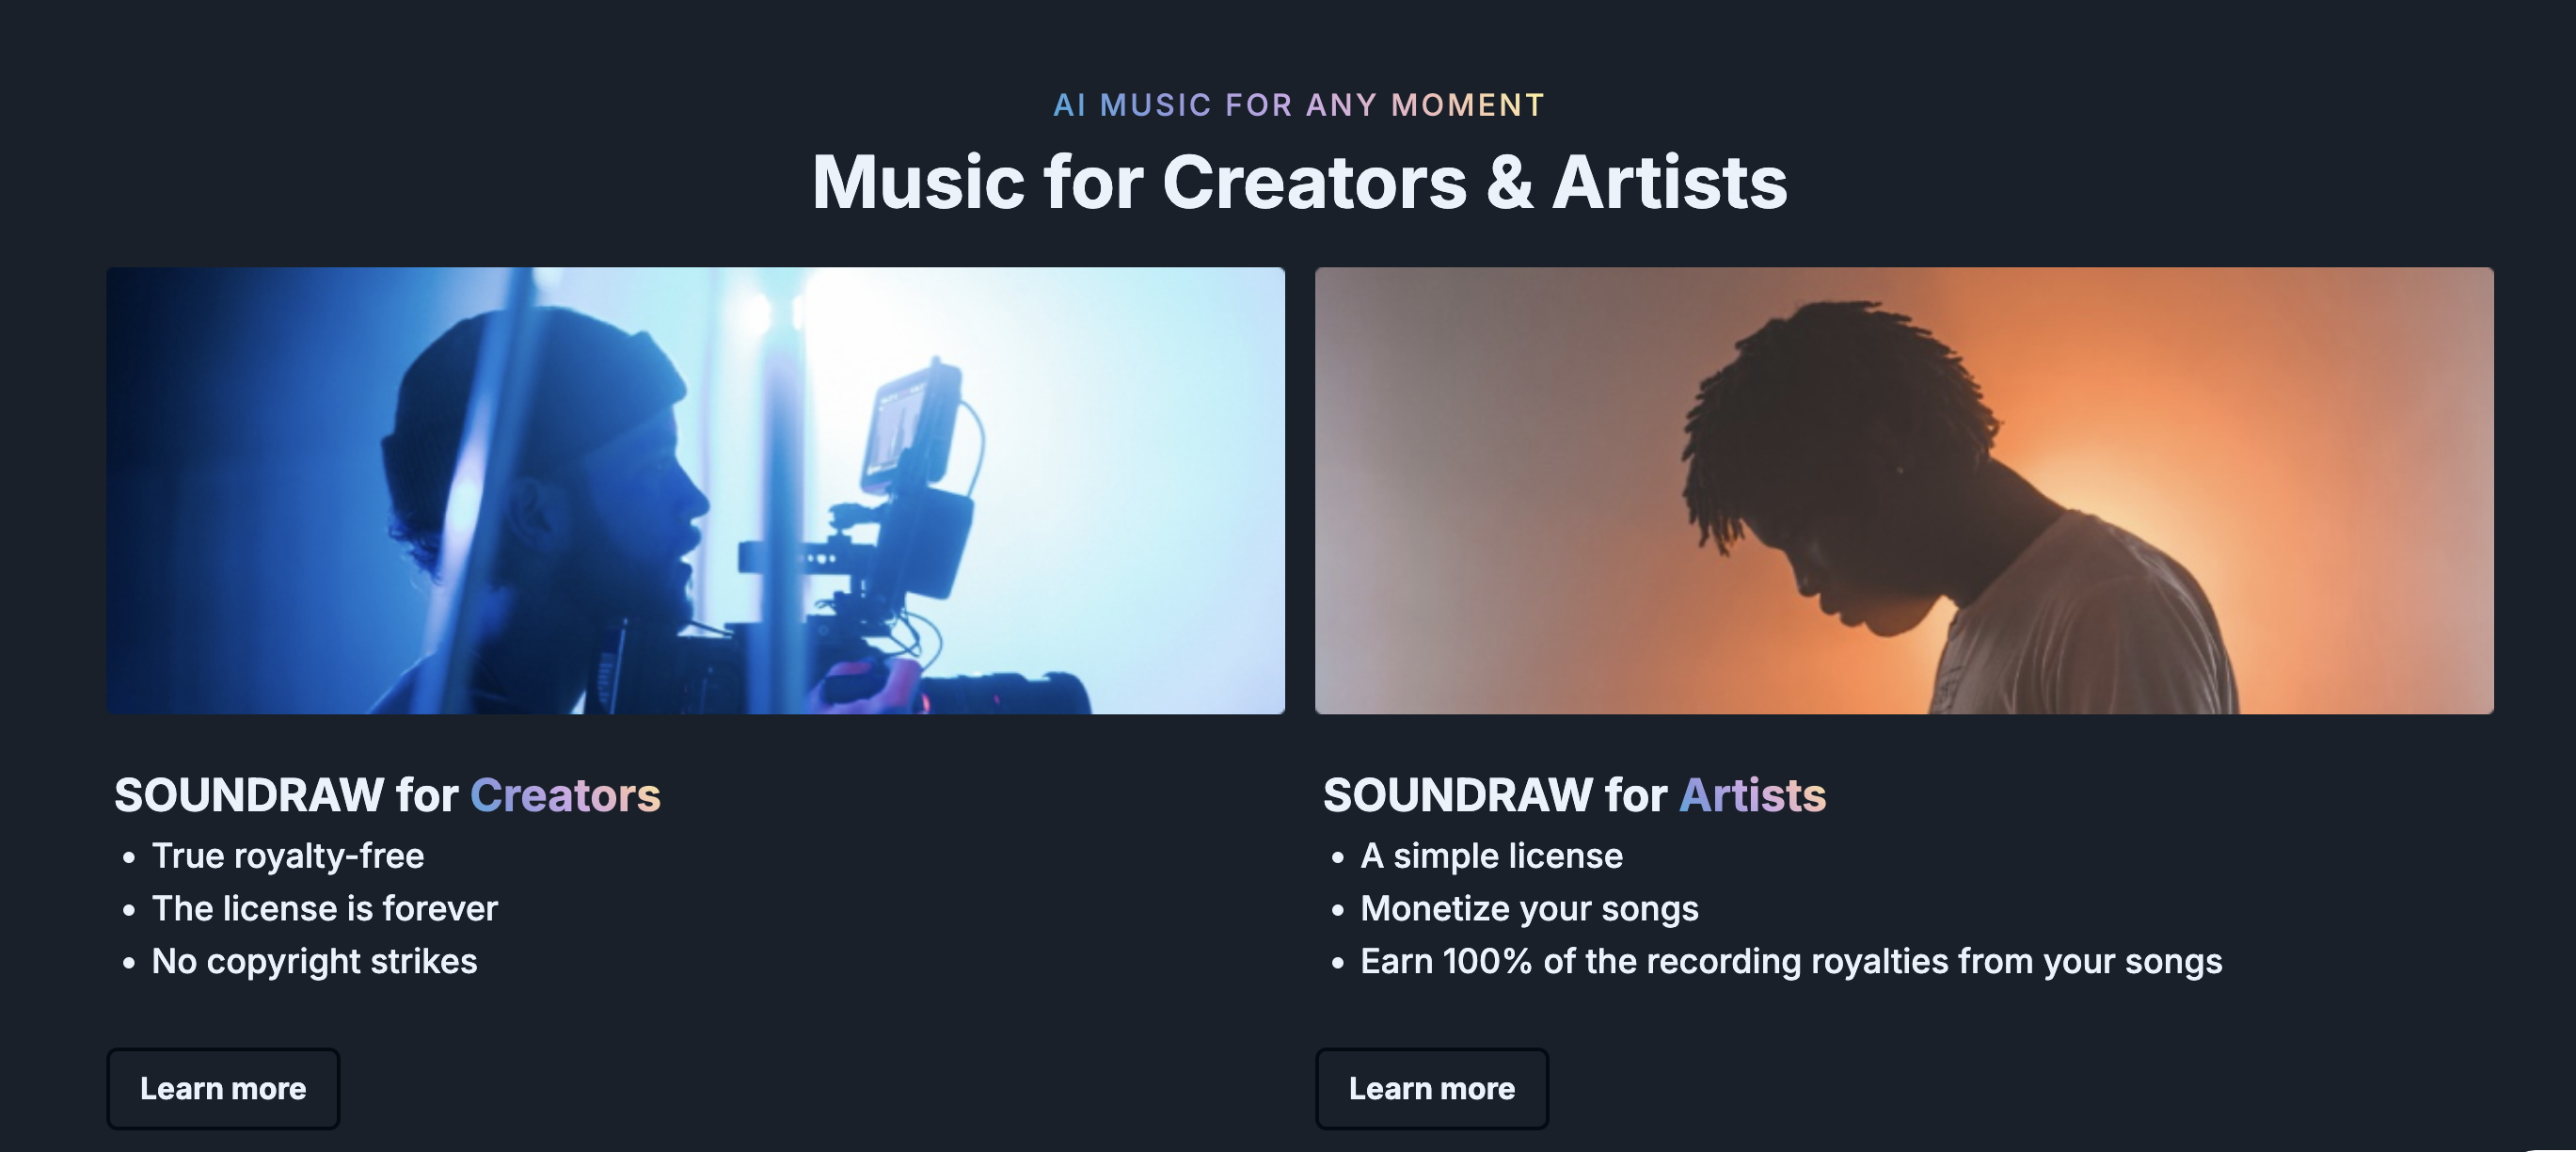 AI MUSIC FOR ANY MOMENT
Music for Creators & Artists
SOUNDRAW for Creators
• True royalty-free
• The license is forever
• No copyright strikes
Learn more
SOUNDRAW for Artists
• A simple license
• Monetize your songs
• Earn 100% of the recording royalties from your songs
Learn more